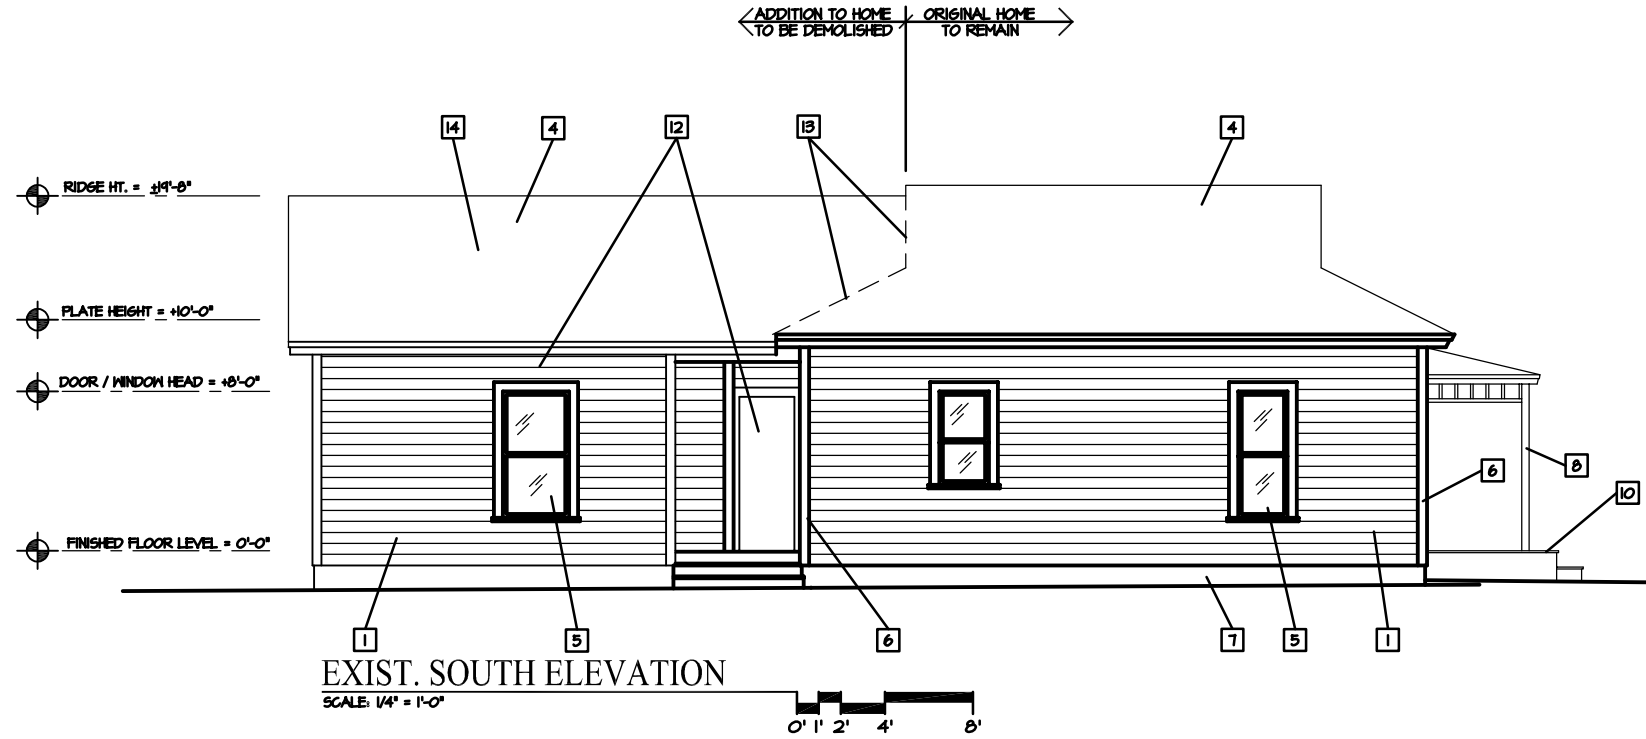 ADDITION TO HOME
TO BE DEMOLISHED
ORIGINAL HOME
TO REMAIN
14
4
12
13
4
RIDGE HT. = ±19'-8"
PLATE HEIGHT = +10'-0"
DOOR / WINDOW HEAD = +8'-0"
6
8
10
FINISHED FLOOR LEVEL = 0'-0"
1
5
6
7
5
1
EXIST. SOUTH ELEVATION
SCALE: 1/4" = 1'-0"
0' 1' 2' 4' 8'